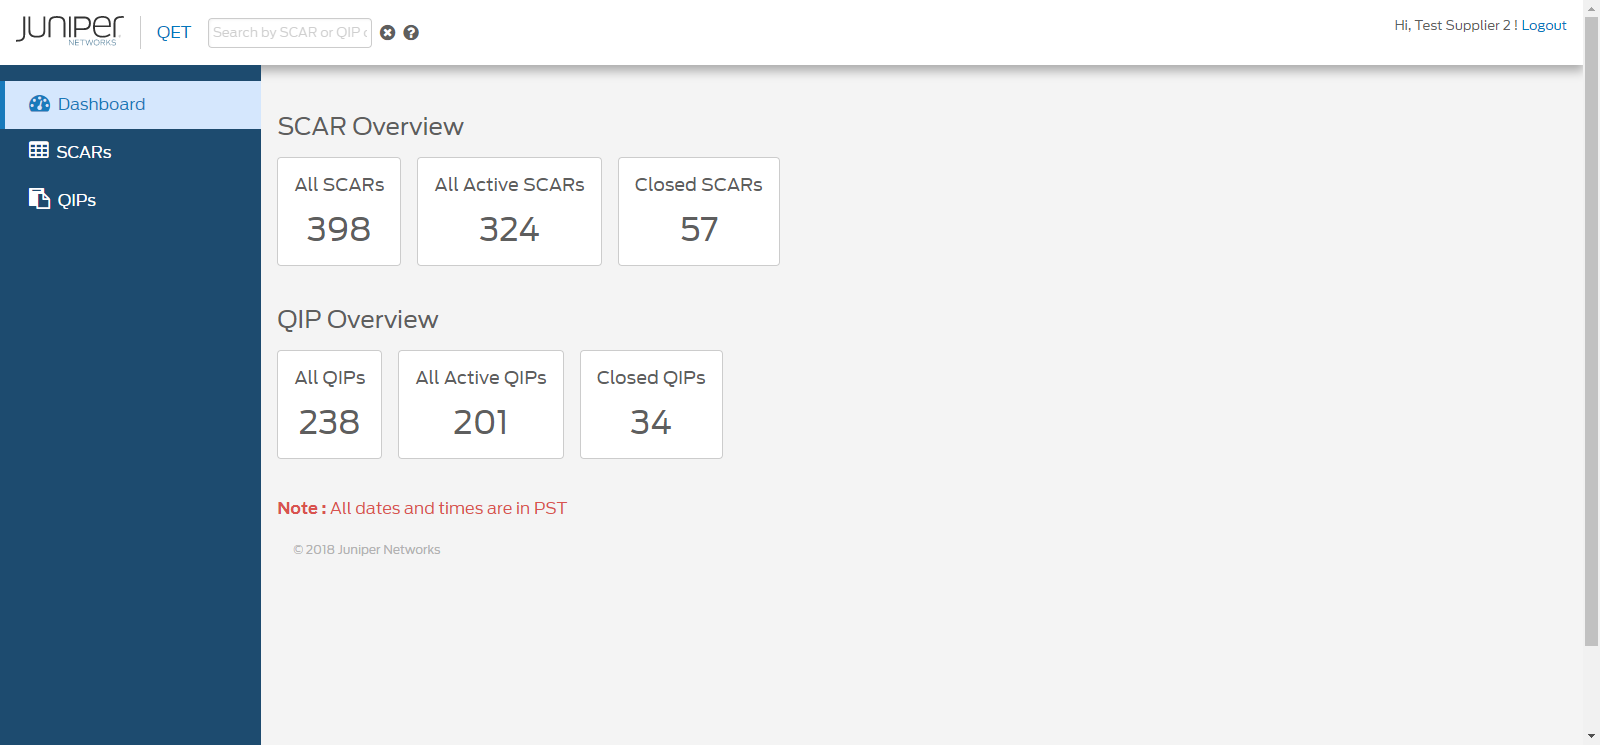 JUNIPER
NETWORKS
QET
Search by SCAR or QIP
Hi, Test Supplier 2 ! Logout
Dashboard
SCARs
QIPs
SCAR Overview
All SCARs
398
All Active SCARs
324
Closed SCARs
57
QIP Overview
All QIPs
238
All Active QIPs
201
Closed QIPs
34
Note : All dates and times are in PST
© 2018 Juniper Networks